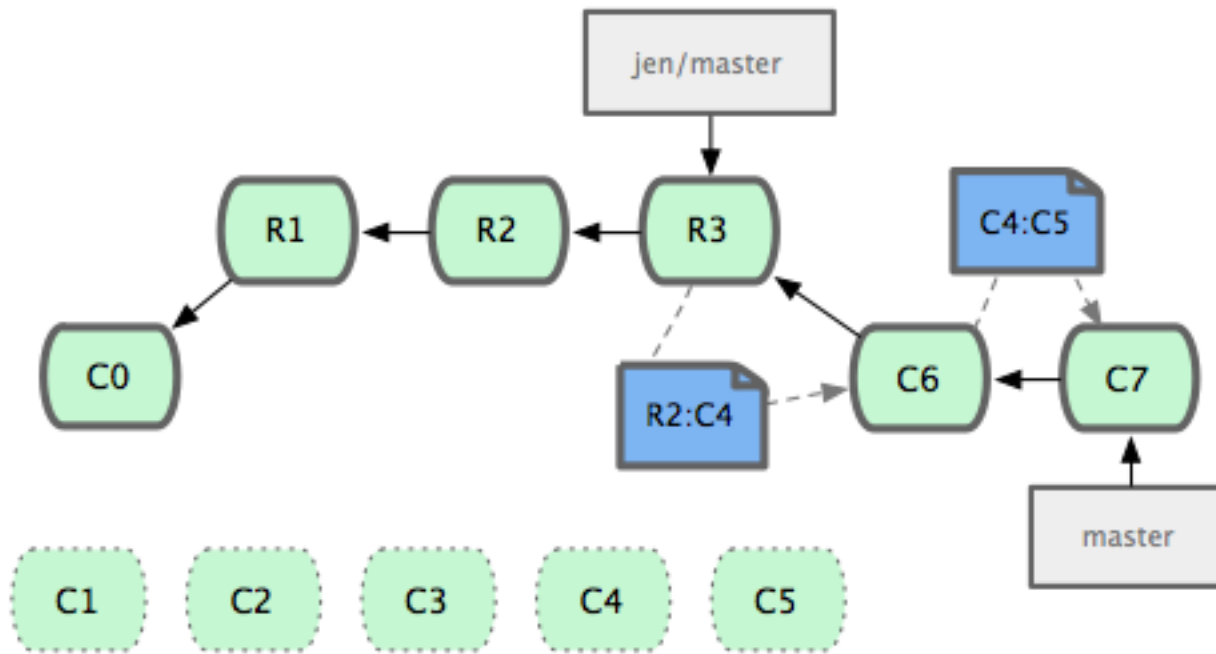 jen/master
R1
R2
R3
C4:C5
C0
R2:C4
C6
C7
master
C1
C2
C3
C4
C5